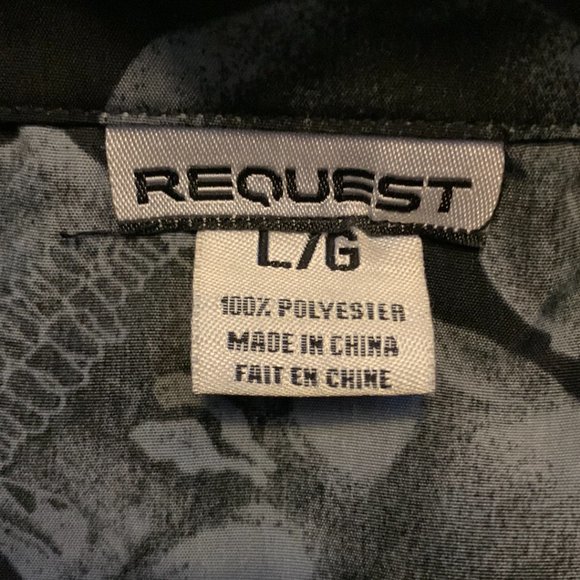 REQUEST
L/G
100% POLYESTER
MADE IN CHINA
FAIT EN CHINE